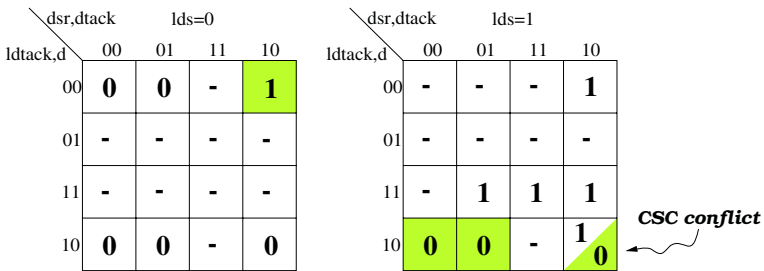 dsr,dtack lds=0
ldtack,d 00 01 11 10
00 0 0 - 1
01 - - - -
11 - - - -
10 0 0 - 0
dsr,dtack lds=1
ldtack,d 00 01 11 10
00 - - - 1
01 - - - -
11 - 1 1 1
10 0 0 - 1 0
CSC conflict